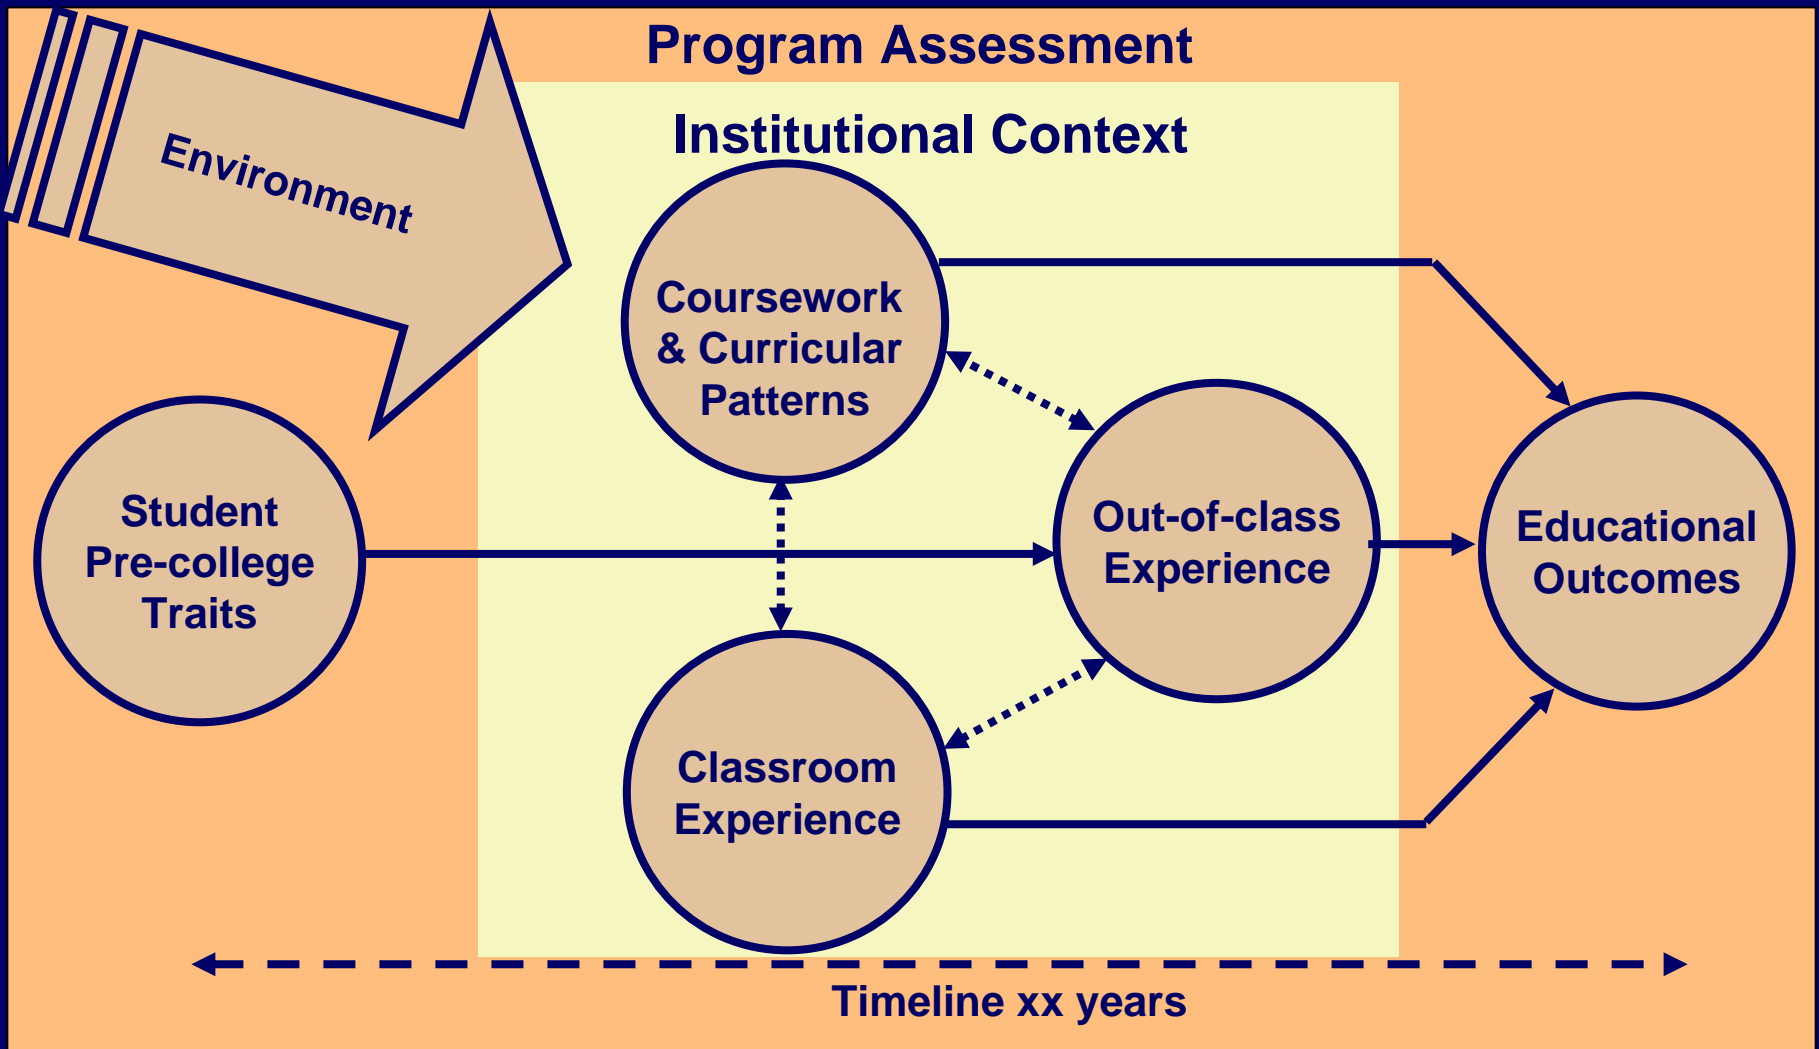 Program Assessment
Institutional Context
Environment
Coursework
& Curricular
Patterns
Student
Pre-college
Traits
Out-of-class
Experience
Educational
Outcomes
Classroom
Experience
Timeline xx years